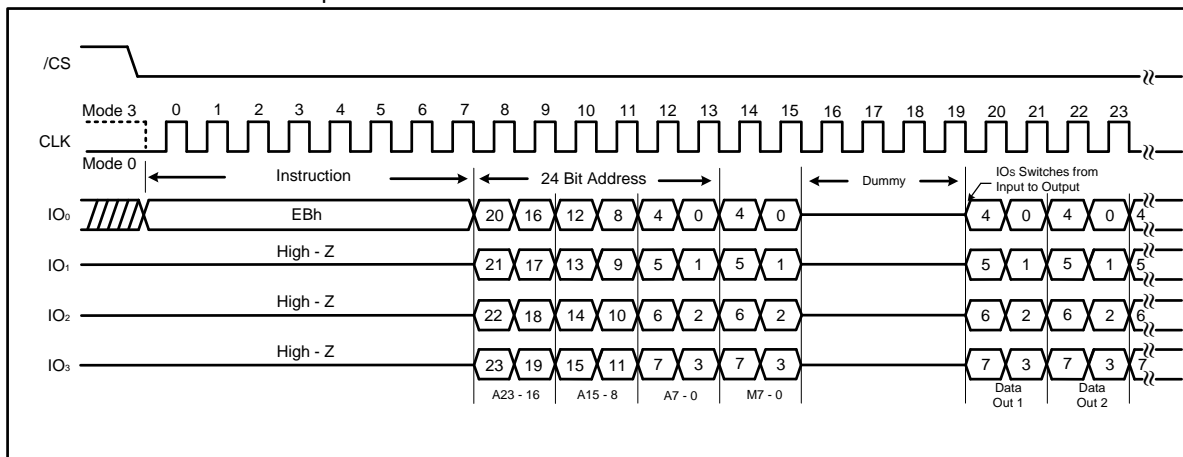 /CS
Mode 3 0 1 2 3 4 5 6 7 8 9 10 11 12 13 14 15 16 17 18 19 20 21 22 23
CLK
Mode 0
Instruction 24 Bit Address Dummy IOs Switches from
Input to Output
IO0 EBh 20 16 12 8 4 0 4 0 4 0 4 0 4
IO1 High - Z 21 17 13 9 5 1 5 1 5 1 5 1 5
IO2 High - Z 22 18 14 10 6 2 6 2 6 2 6 2 6
IO3 High - Z 23 19 15 11 7 3 7 3 7 3 7 3 7
A23 - 16 A15 - 8 A7 - 0 M7 - 0 Data Data
Out 1 Out 2